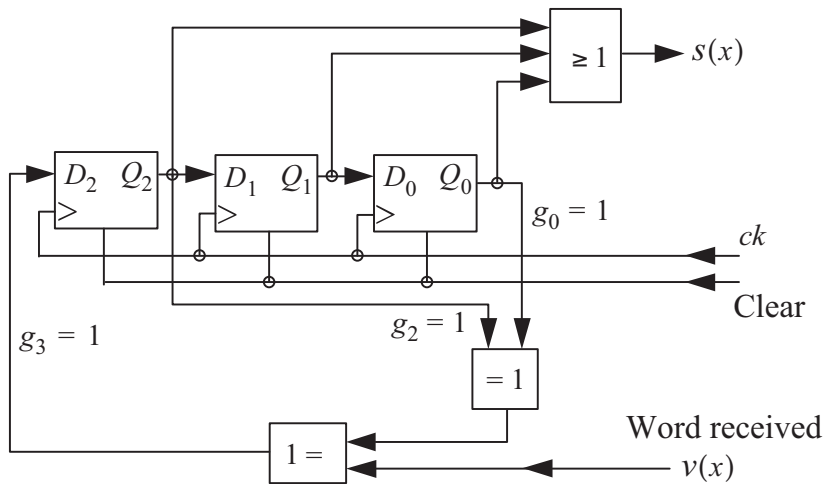 ≥ 1
s(x)
D₂ Q₂
D₁ Q₁
D₀ Q₀
g₀ = 1
ck
Clear
g₃ = 1
g₂ = 1
= 1
Word received
1 =
v(x)